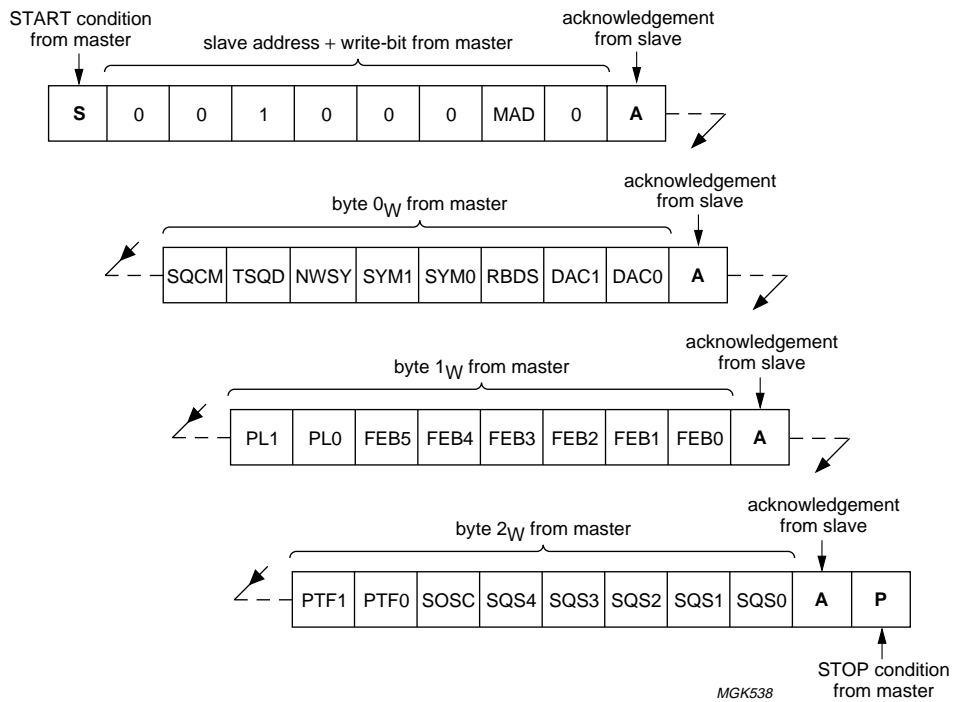 START condition
from master
slave address + write-bit from master
acknowledgement
from slave
S 0 0 1 0 0 0 MAD 0 A
byte 0W from master
acknowledgement
from slave
SQCM TSQD NWSY SYM1 SYM0 RBDS DAC1 DAC0 A
byte 1W from master
acknowledgement
from slave
PL1 PL0 FEB5 FEB4 FEB3 FEB2 FEB1 FEB0 A
byte 2W from master
acknowledgement
from slave
PTF1 PTF0 SOSC SQS4 SQS3 SQS2 SQS1 SQS0 A P
STOP condition
from master
MGK538